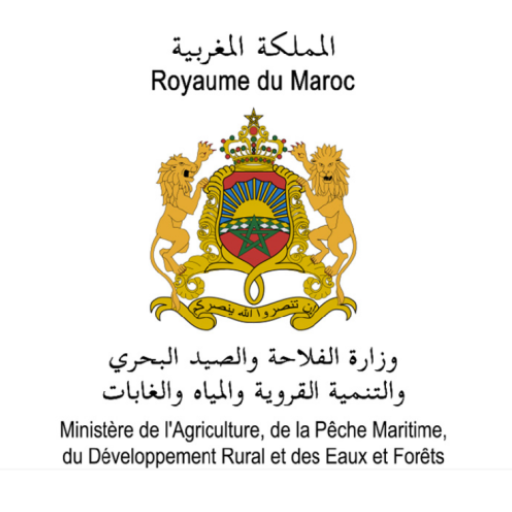 المملكة المغربية
Royaume du Maroc
إن تنصروا الله ينصركم
وزارة الفلاحة والصيد البحري
والتنمية القروية والمياه والغابات
Ministère de l'Agriculture, de la Pêche Maritime,
du Développement Rural et des Eaux et Forêts